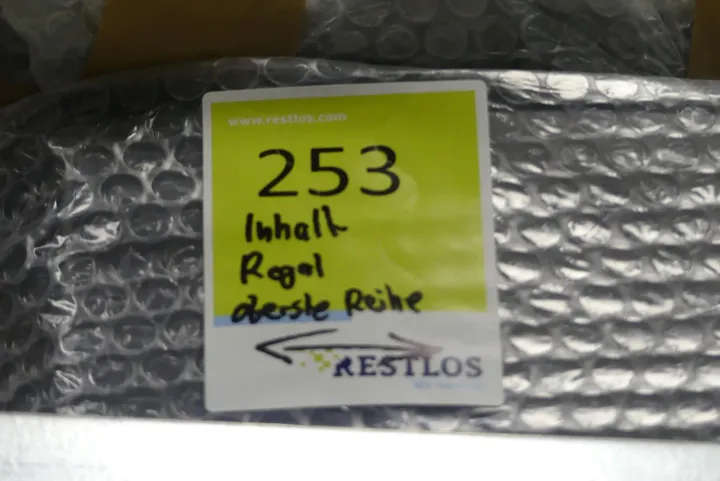 www.restlos.com
253
Inhalt
Regal
oberste Reihe
RESTLOS